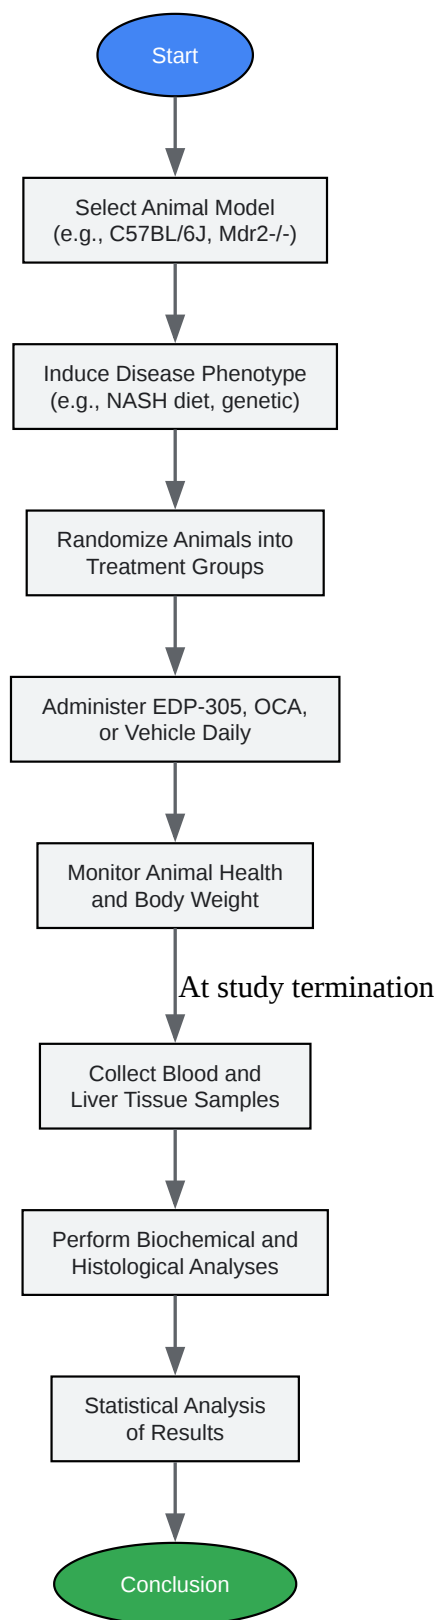 Start
Select Animal Model
(e.g., C57BL/6J, Mdr2-/-)
Induce Disease Phenotype
(e.g., NASH diet, genetic)
Randomize Animals into
Treatment Groups
Administer EDP-305, OCA,
or Vehicle Daily
Monitor Animal Health
and Body Weight
At study termination
Collect Blood and
Liver Tissue Samples
Perform Biochemical and
Histological Analyses
Statistical Analysis
of Results
Conclusion